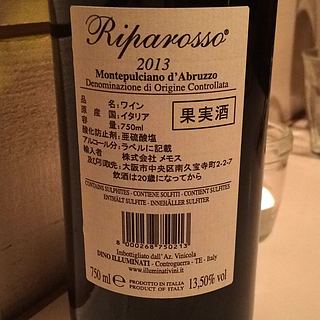 Riparosso®
2013
Montepulciano d'Abruzzo
Denominazione di Origine Controllata
品名:ワイン
原産国:イタリア
容量:750ml
果実酒
酸化防止剤:亜硫酸塩
アルコール分:ラベルに記載
輸入者 株式会社 メモス
及び引取先:大阪市中央区南久宝寺町2-2-7
飲酒は20歳になってから
CONTAINS SULPHITES - CONTIENE SOLFITI - CONTIENT SULFITES
ENTHÄLT SULFITE - INNEHÅLLER SULFITER
8 000268 750213
Imbottigliato dall' Az. Vinicola
DINO ILLUMINATI - Controguerra - TE - Italy
www.illuminativini.it
750 ml e
PRODOTTO IN ITALIA
PRODUCT OF ITALY
13,50% vol